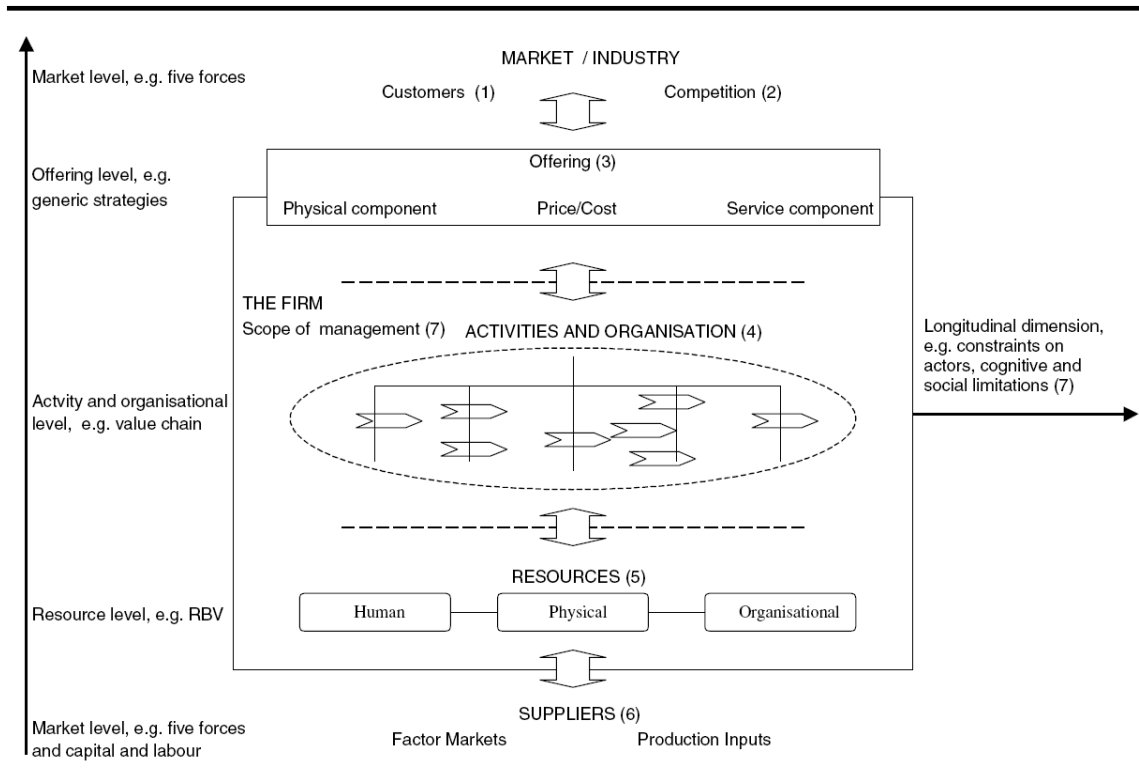 MARKET / INDUSTRY
Market level, e.g. five forces
Customers (1)
Competition (2)
Offering (3)
Offering level, e.g.
generic strategies
Physical component
Price/Cost
Service component
THE FIRM
Scope of management (7)
ACTIVITIES AND ORGANISATION (4)
Longitudinal dimension,
e.g. constraints on
actors, cognitive and
social limitations (7)
Actvity and organisational
level, e.g. value chain
RESOURCES (5)
Resource level, e.g. RBV
Human
Physical
Organisational
SUPPLIERS (6)
Market level, e.g. five forces
and capital and labour
Factor Markets
Production Inputs